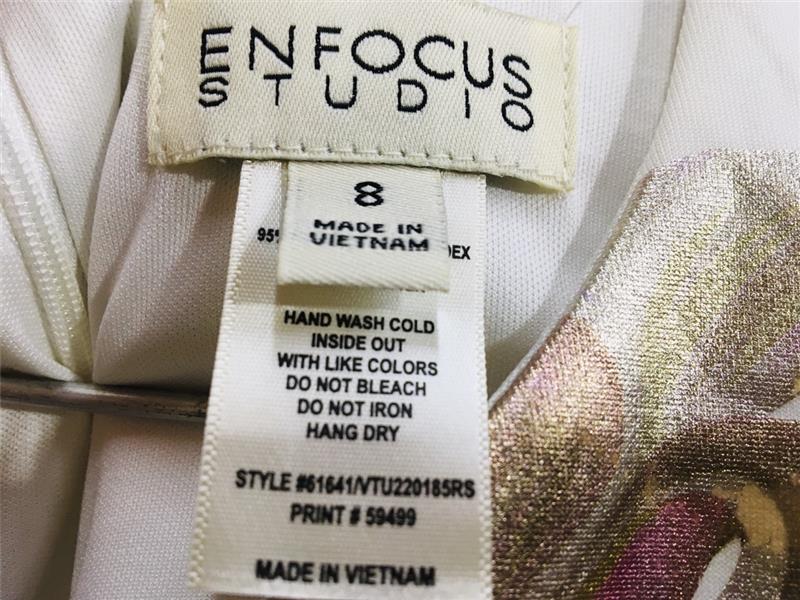 ENFOCUS
STUDIO
8
MADE IN
VIETNAM
95%
HAND WASH COLD
INSIDE OUT
WITH LIKE COLORS
DO NOT BLEACH
DO NOT IRON
HANG DRY
STYLE #61641/VTU220185RS
PRINT # 59499
MADE IN VIETNAM